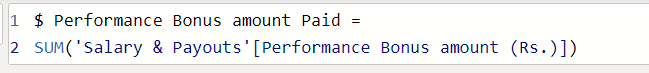 1 $ Performance Bonus amount Paid =
2 SUM('Salary & Payouts'[Performance Bonus amount (Rs.)])